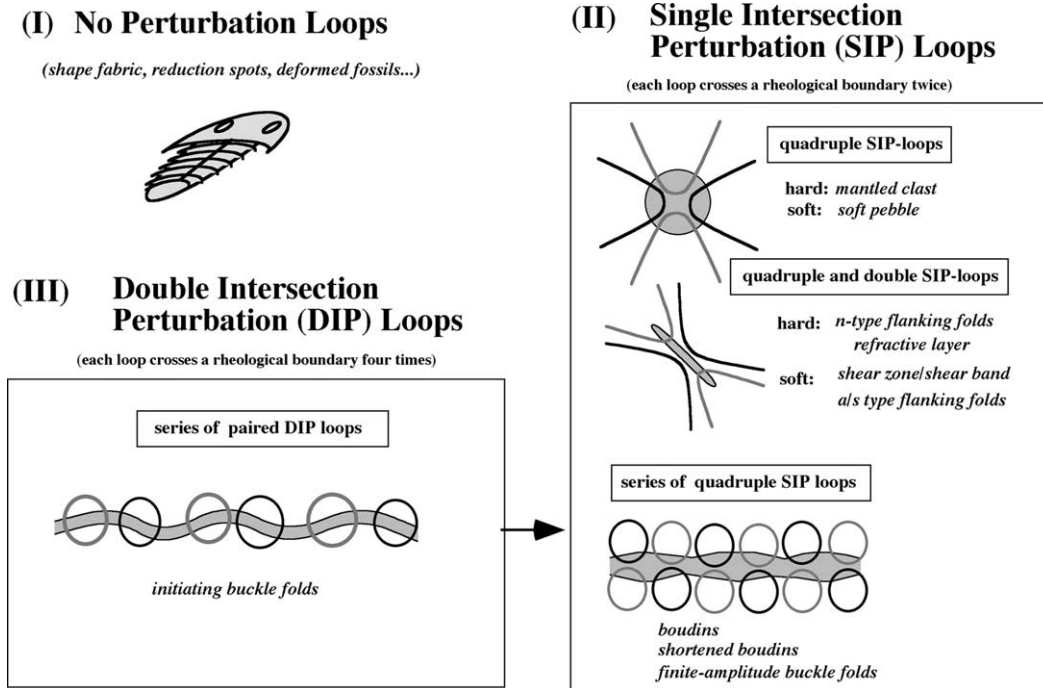 (I) No Perturbation Loops
(shape fabric, reduction spots, deformed fossils...)
(II) Single Intersection
Perturbation (SIP) Loops
(each loop crosses a rheological boundary twice)
quadruple SIP-loops
hard: mantled clast
soft: soft pebble
quadruple and double SIP-loops
hard: n-type flanking folds
refractive layer
soft: shear zone/shear band
a/s type flanking folds
series of quadruple SIP loops
boudins
shortened boudins
finite-amplitude buckle folds
(III) Double Intersection
Perturbation (DIP) Loops
(each loop crosses a rheological boundary four times)
series of paired DIP loops
initiating buckle folds